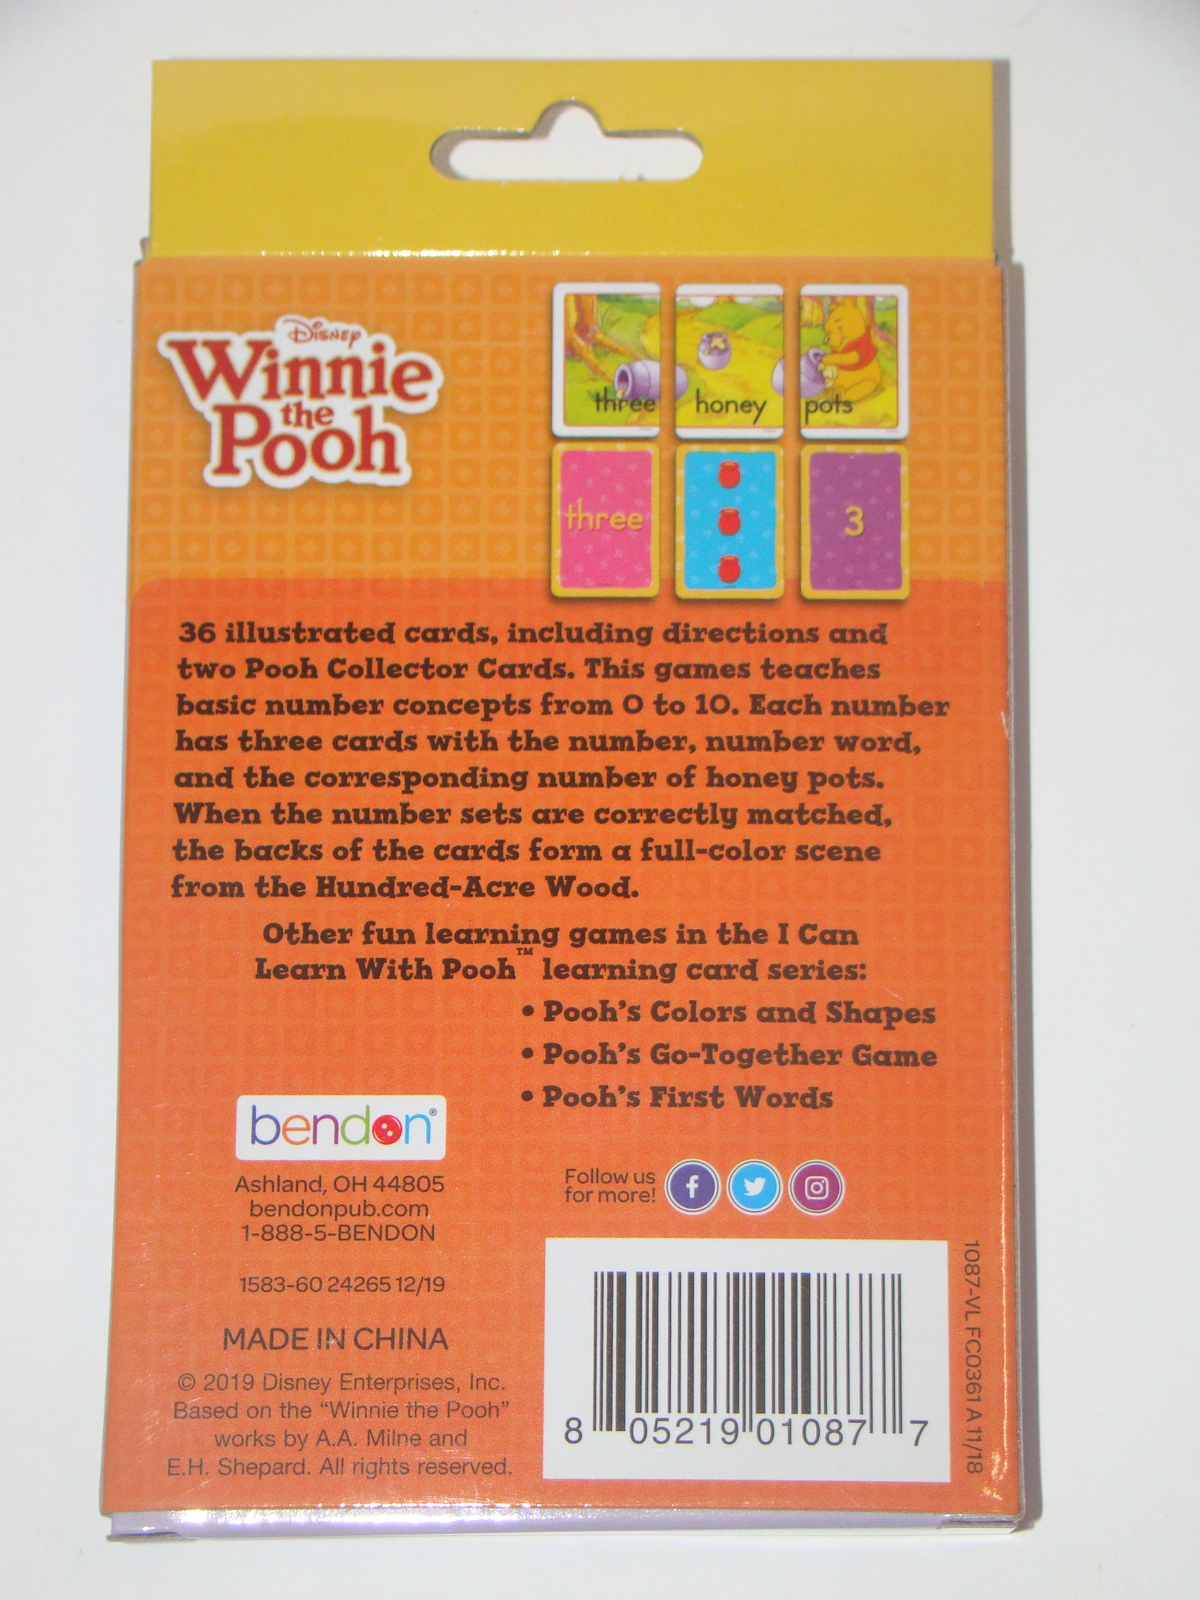 Disney
Winnie
the
Pooh
three honey pots
three
3
36 illustrated cards, including directions and
two Pooh Collector Cards. This games teaches
basic number concepts from 0 to 10. Each number
has three cards with the number, number word,
and the corresponding number of honey pots.
When the number sets are correctly matched,
the backs of the cards form a full-color scene
from the Hundred-Acre Wood.
Other fun learning games in the I Can
Learn With Pooh™ learning card series:
• Pooh's Colors and Shapes
• Pooh's Go-Together Game
• Pooh's First Words
bendon®
Ashland, OH 44805
bendonpub.com
1-888-5-BENDON
1583-60 24265 12/19
MADE IN CHINA
© 2019 Disney Enterprises, Inc.
Based on the “Winnie the Pooh”
works by A.A. Milne and
E.H. Shepard. All rights reserved.
Follow us
for more!
8 05219 01087 7
1087-VL FC0361 A 11/18